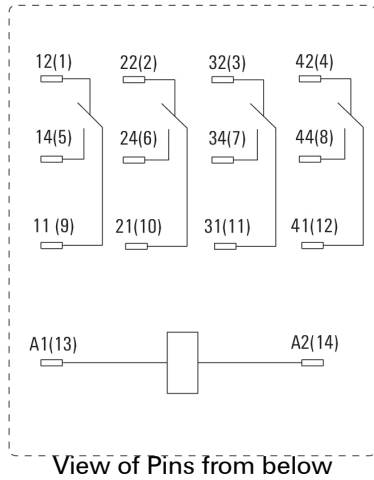 12(1) 22(2) 32(3) 42(4)
14(5) 24(6) 34(7) 44(8)
11 (9) 21(10) 31(11) 41(12)
A1(13) A2(14)
View of Pins from below